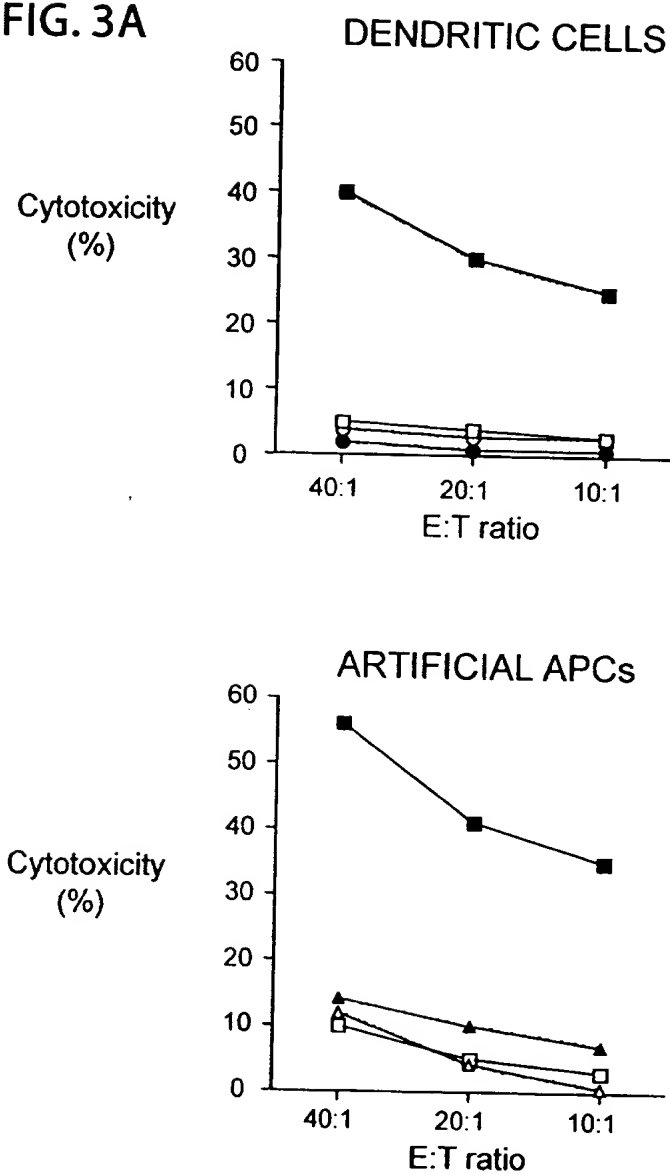 FIG. 3A
DENDRITIC CELLS
60
50
40
30
20
10
0
Cytotoxicity
(%)
40:1 20:1 10:1
E:T ratio
ARTIFICIAL APCs
60
50
40
30
20
10
0
Cytotoxicity
(%)
40:1 20:1 10:1
E:T ratio